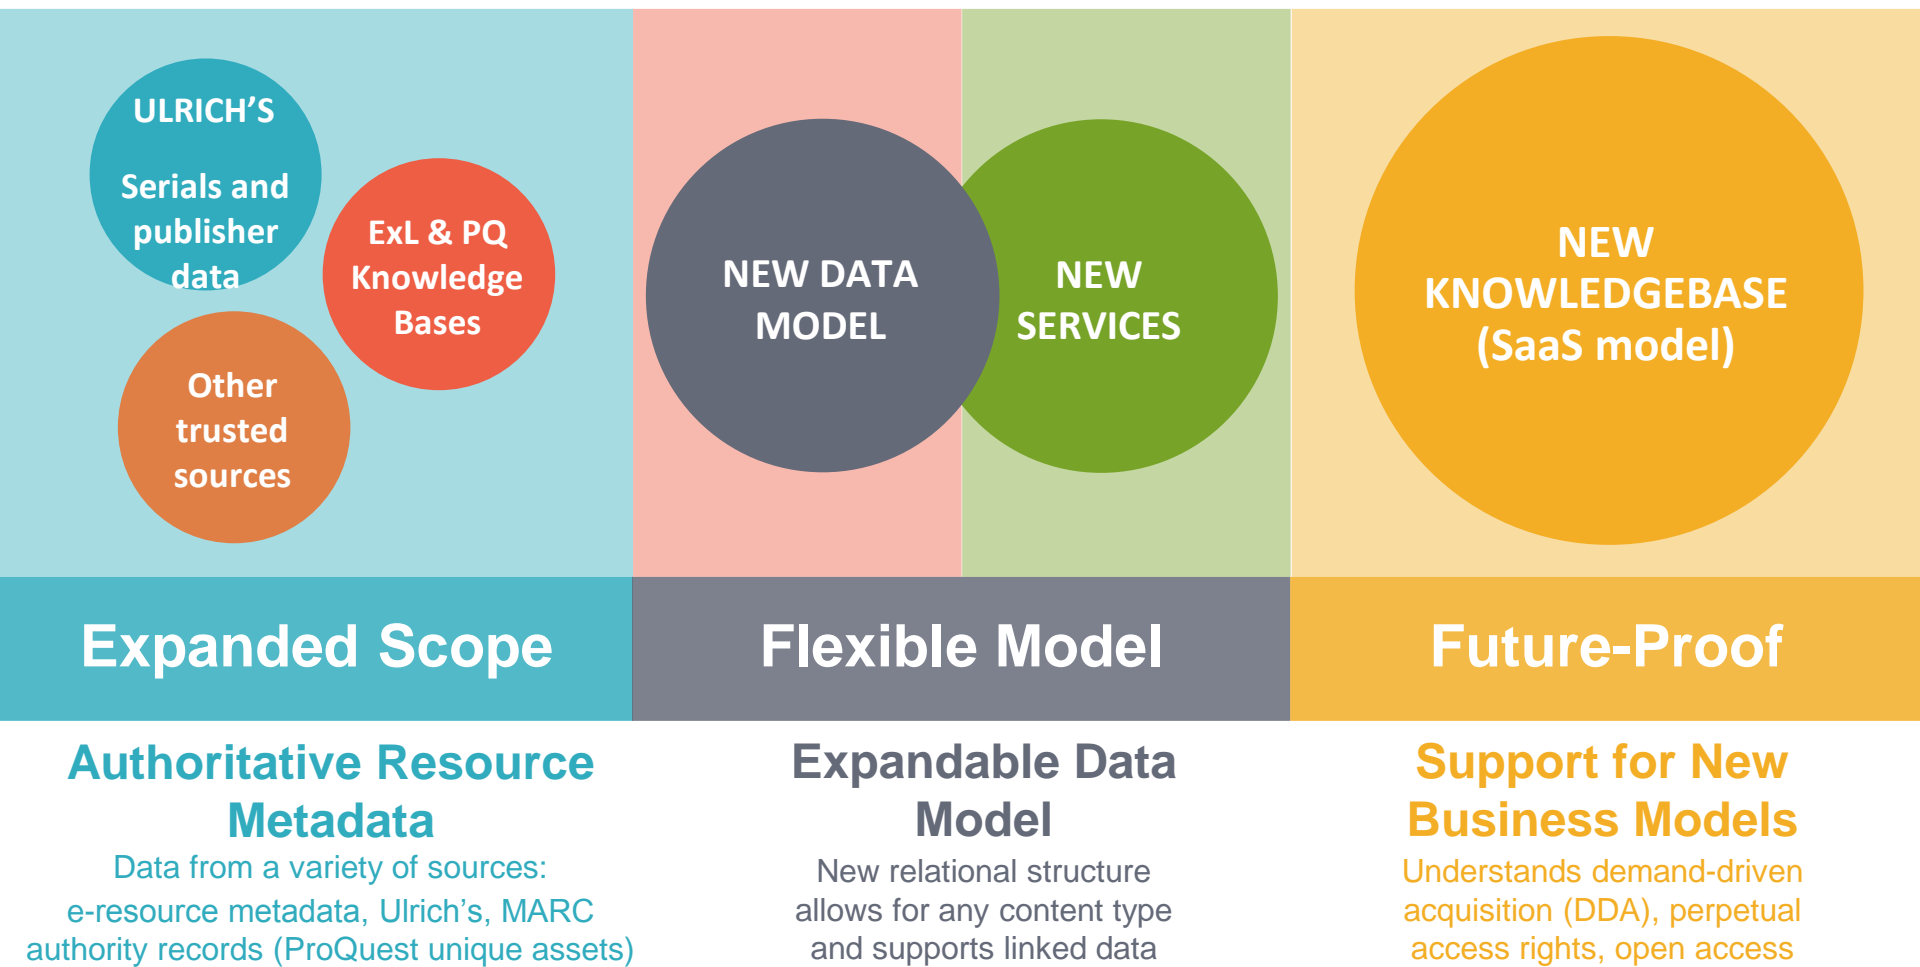 ULRICH’S
Serials and
publisher
data
ExL & PQ
Knowledge
Bases
Other
trusted
sources
NEW DATA
MODEL
NEW
SERVICES
NEW
KNOWLEDGEBASE
(SaaS model)
Expanded Scope
Flexible Model
Future-Proof
Authoritative Resource
Metadata
Data from a variety of sources:
e-resource metadata, Ulrich’s, MARC
authority records (ProQuest unique assets)
Expandable Data
Model
New relational structure
allows for any content type
and supports linked data
Support for New
Business Models
Understands demand-driven
acquisition (DDA), perpetual
access rights, open access